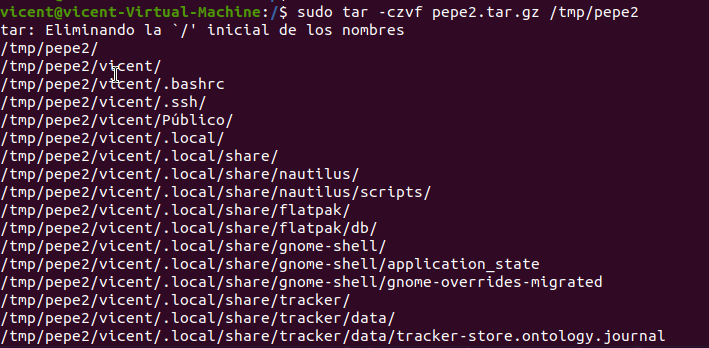 vicent@vicent-Virtual-Machine:/$ sudo tar -czvf pepe2.tar.gz /tmp/pepe2
tar: Eliminando la `/' inicial de los nombres
/tmp/pepe2/
/tmp/pepe2/vicent/
/tmp/pepe2/vicent/.bashrc
/tmp/pepe2/vicent/.ssh/
/tmp/pepe2/vicent/Público/
/tmp/pepe2/vicent/.local/
/tmp/pepe2/vicent/.local/share/
/tmp/pepe2/vicent/.local/share/nautilus/
/tmp/pepe2/vicent/.local/share/nautilus/scripts/
/tmp/pepe2/vicent/.local/share/flatpak/
/tmp/pepe2/vicent/.local/share/flatpak/db/
/tmp/pepe2/vicent/.local/share/gnome-shell/
/tmp/pepe2/vicent/.local/share/gnome-shell/application_state
/tmp/pepe2/vicent/.local/share/gnome-shell/gnome-overrides-migrated
/tmp/pepe2/vicent/.local/share/tracker/
/tmp/pepe2/vicent/.local/share/tracker/data/
/tmp/pepe2/vicent/.local/share/tracker/data/tracker-store.ontology.journal